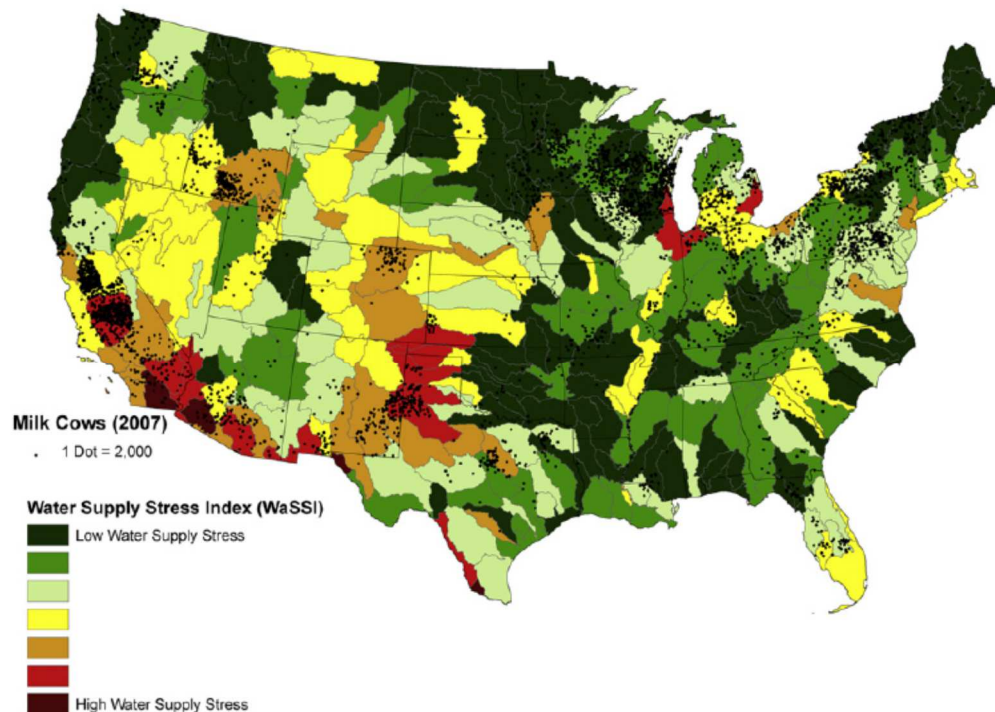 Milk Cows (2007)
1 Dot = 2,000
Water Supply Stress Index (WaSSI)
Low Water Supply Stress
High Water Supply Stress